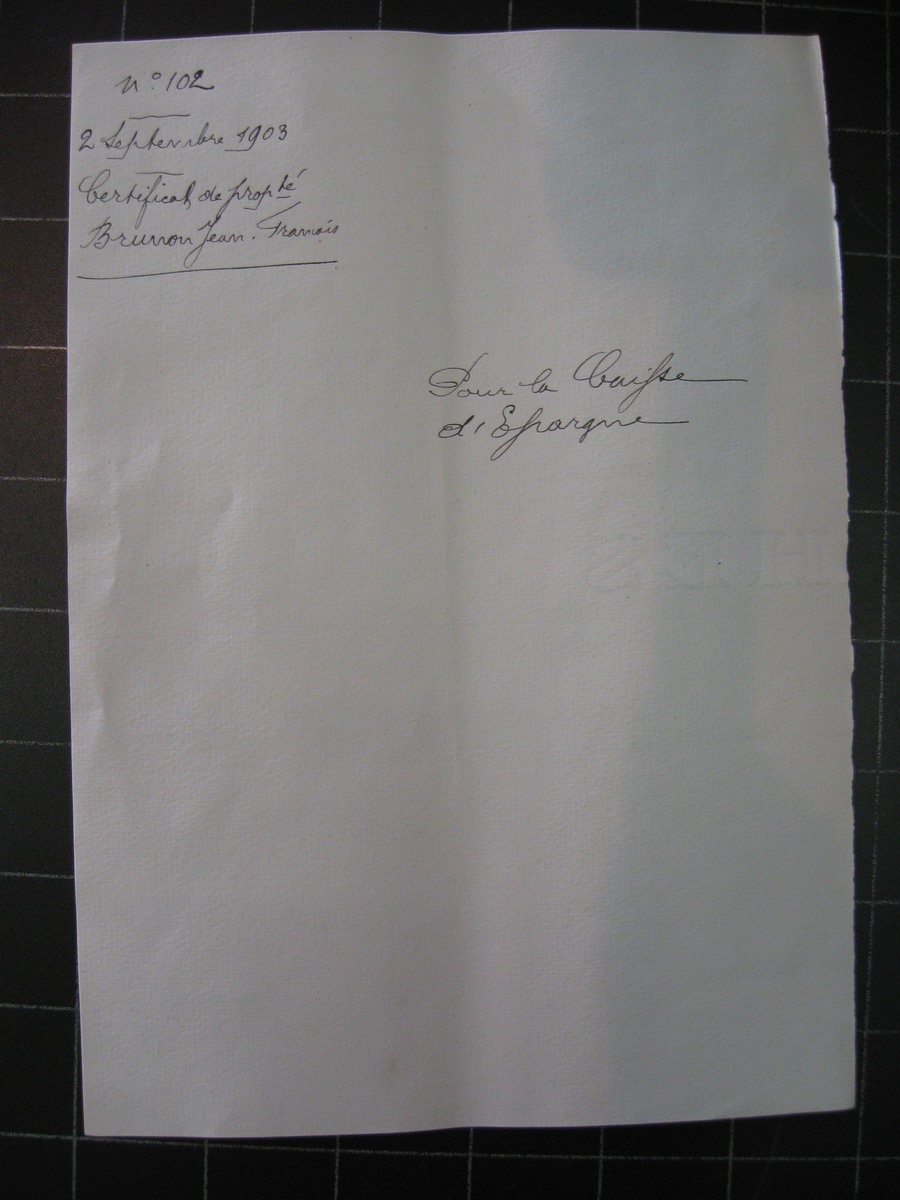 N° 102
2 Septembre 1903
Certificat de propté
Brunon Jean-François
Pour la Caisse
d'Epargne